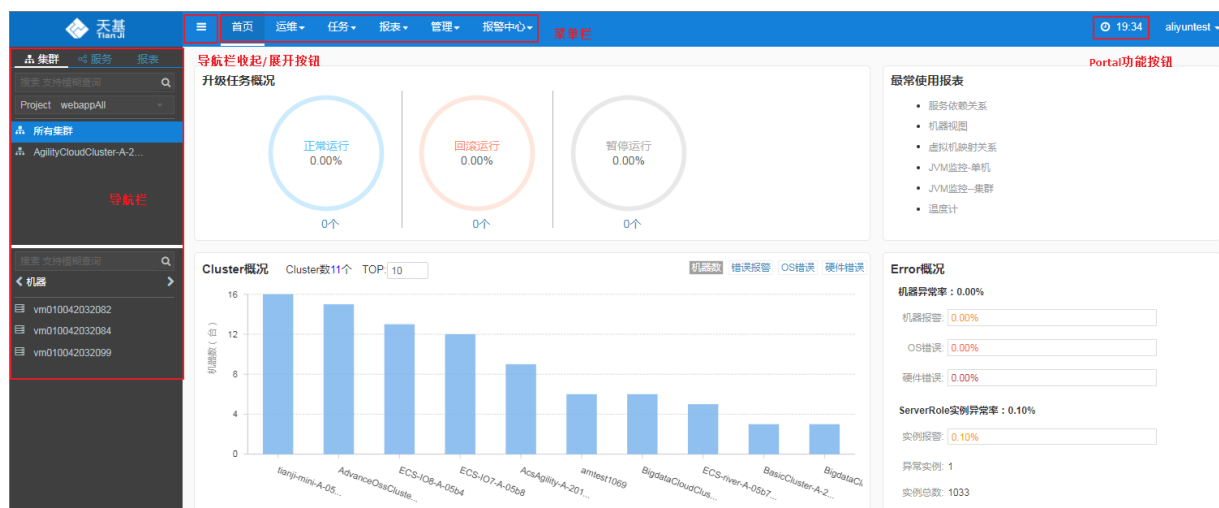 天基
Tian Ji
首页 运维 任务 报表 管理 报警中心 菜单栏
19:34 aliyuntest
集群 服务 报表
导航栏收起/展开按钮
Portal功能按钮
搜索 支持模糊查询
Project webappAll
所有集群
AgilityCloudCluster-A-2...
导航栏
搜索 支持模糊查询
机器
vm010042032082
vm010042032084
vm010042032099
升级任务概况
正常运行
0.00%
0个
回滚运行
0.00%
0个
暂停运行
0.00%
0个
最常使用报表
服务依赖关系
机器视图
虚拟机映射关系
JVM监控-单机
JVM监控--集群
温度计
Cluster概况 Cluster数11个 TOP: 10
机器数 错误报警 OS错误 硬件错误
机器数（台）
16
12
8
4
0
tianji-mini-A-05...
AdvanceOssCluste...
ECS-IO8-A-05b4
ECS-IO7-A-05b8
AcsAgility-A-201...
amtest1069
BigdataCloudClus...
ECS-river-A-05b7...
BasicCluster-A-2...
BigdataCl
Error概况
机器异常率：0.00%
机器报警: 0.00%
OS错误: 0.00%
硬件错误: 0.00%
ServerRole实例异常率：0.10%
实例报警: 0.10%
异常实例: 1
实例总数: 1033